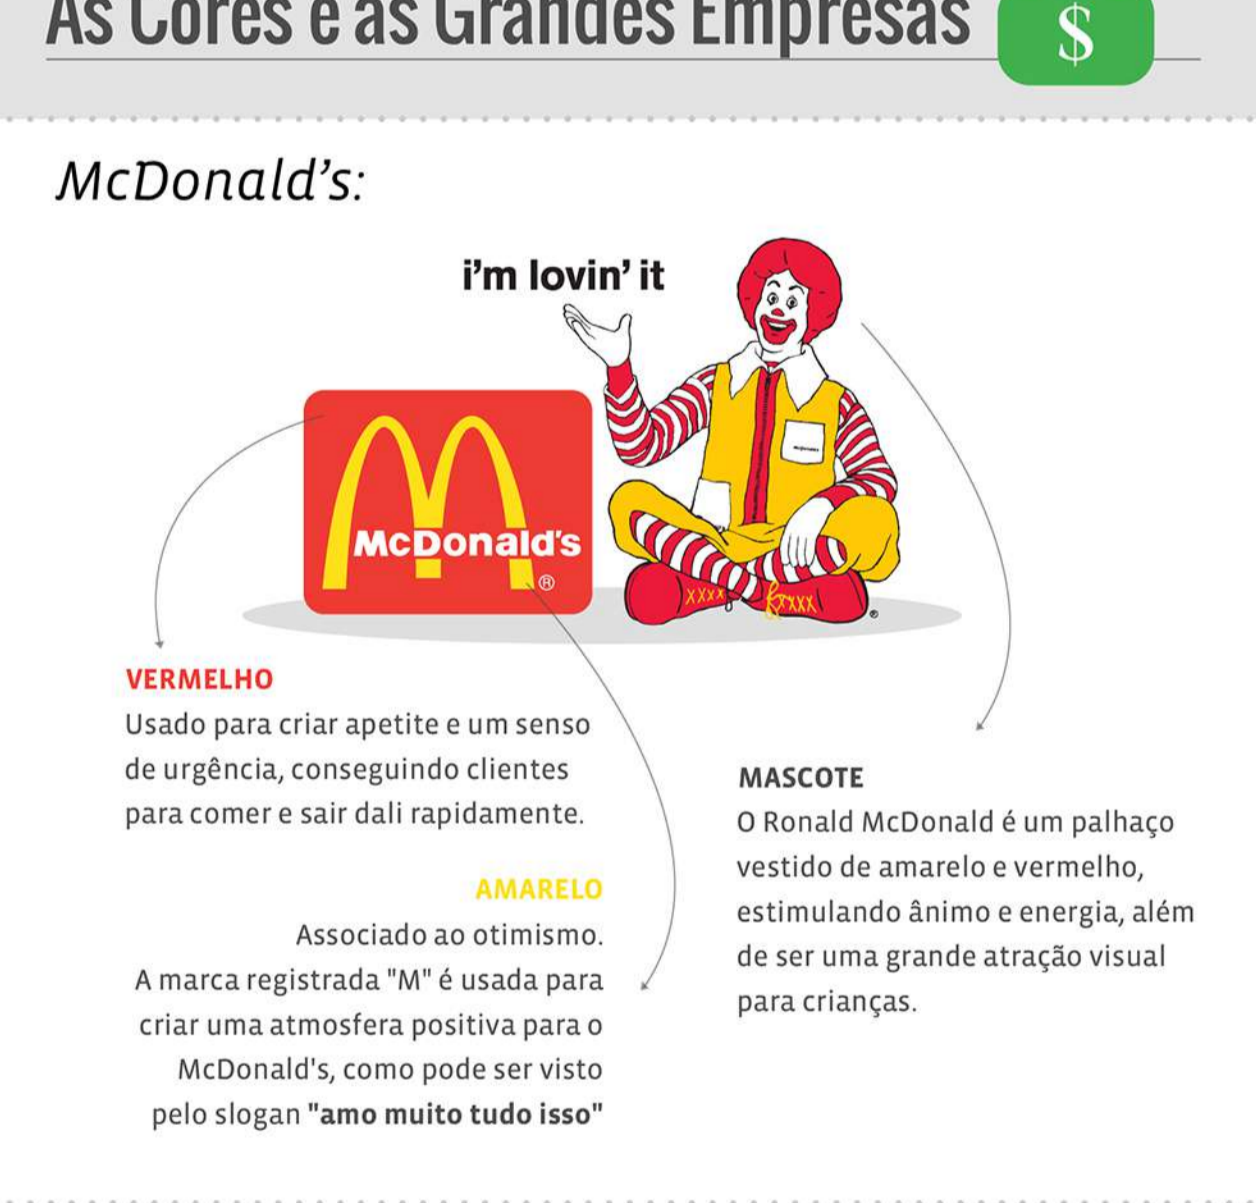 As Cores e as Grandes Empresas
$
McDonald's:
i'm lovin' it
McDonald's
®
VERMELHO
Usado para criar apetite e um senso
de urgência, conseguindo clientes
para comer e sair dali rapidamente.
AMARELO
Associado ao otimismo.
A marca registrada "M" é usada para
criar uma atmosfera positiva para o
McDonald's, como pode ser visto
pelo slogan "amo muito tudo isso"
MASCOTE
O Ronald McDonald é um palhaço
vestido de amarelo e vermelho,
estimulando ânimo e energia, além
de ser uma grande atração visual
para crianças.